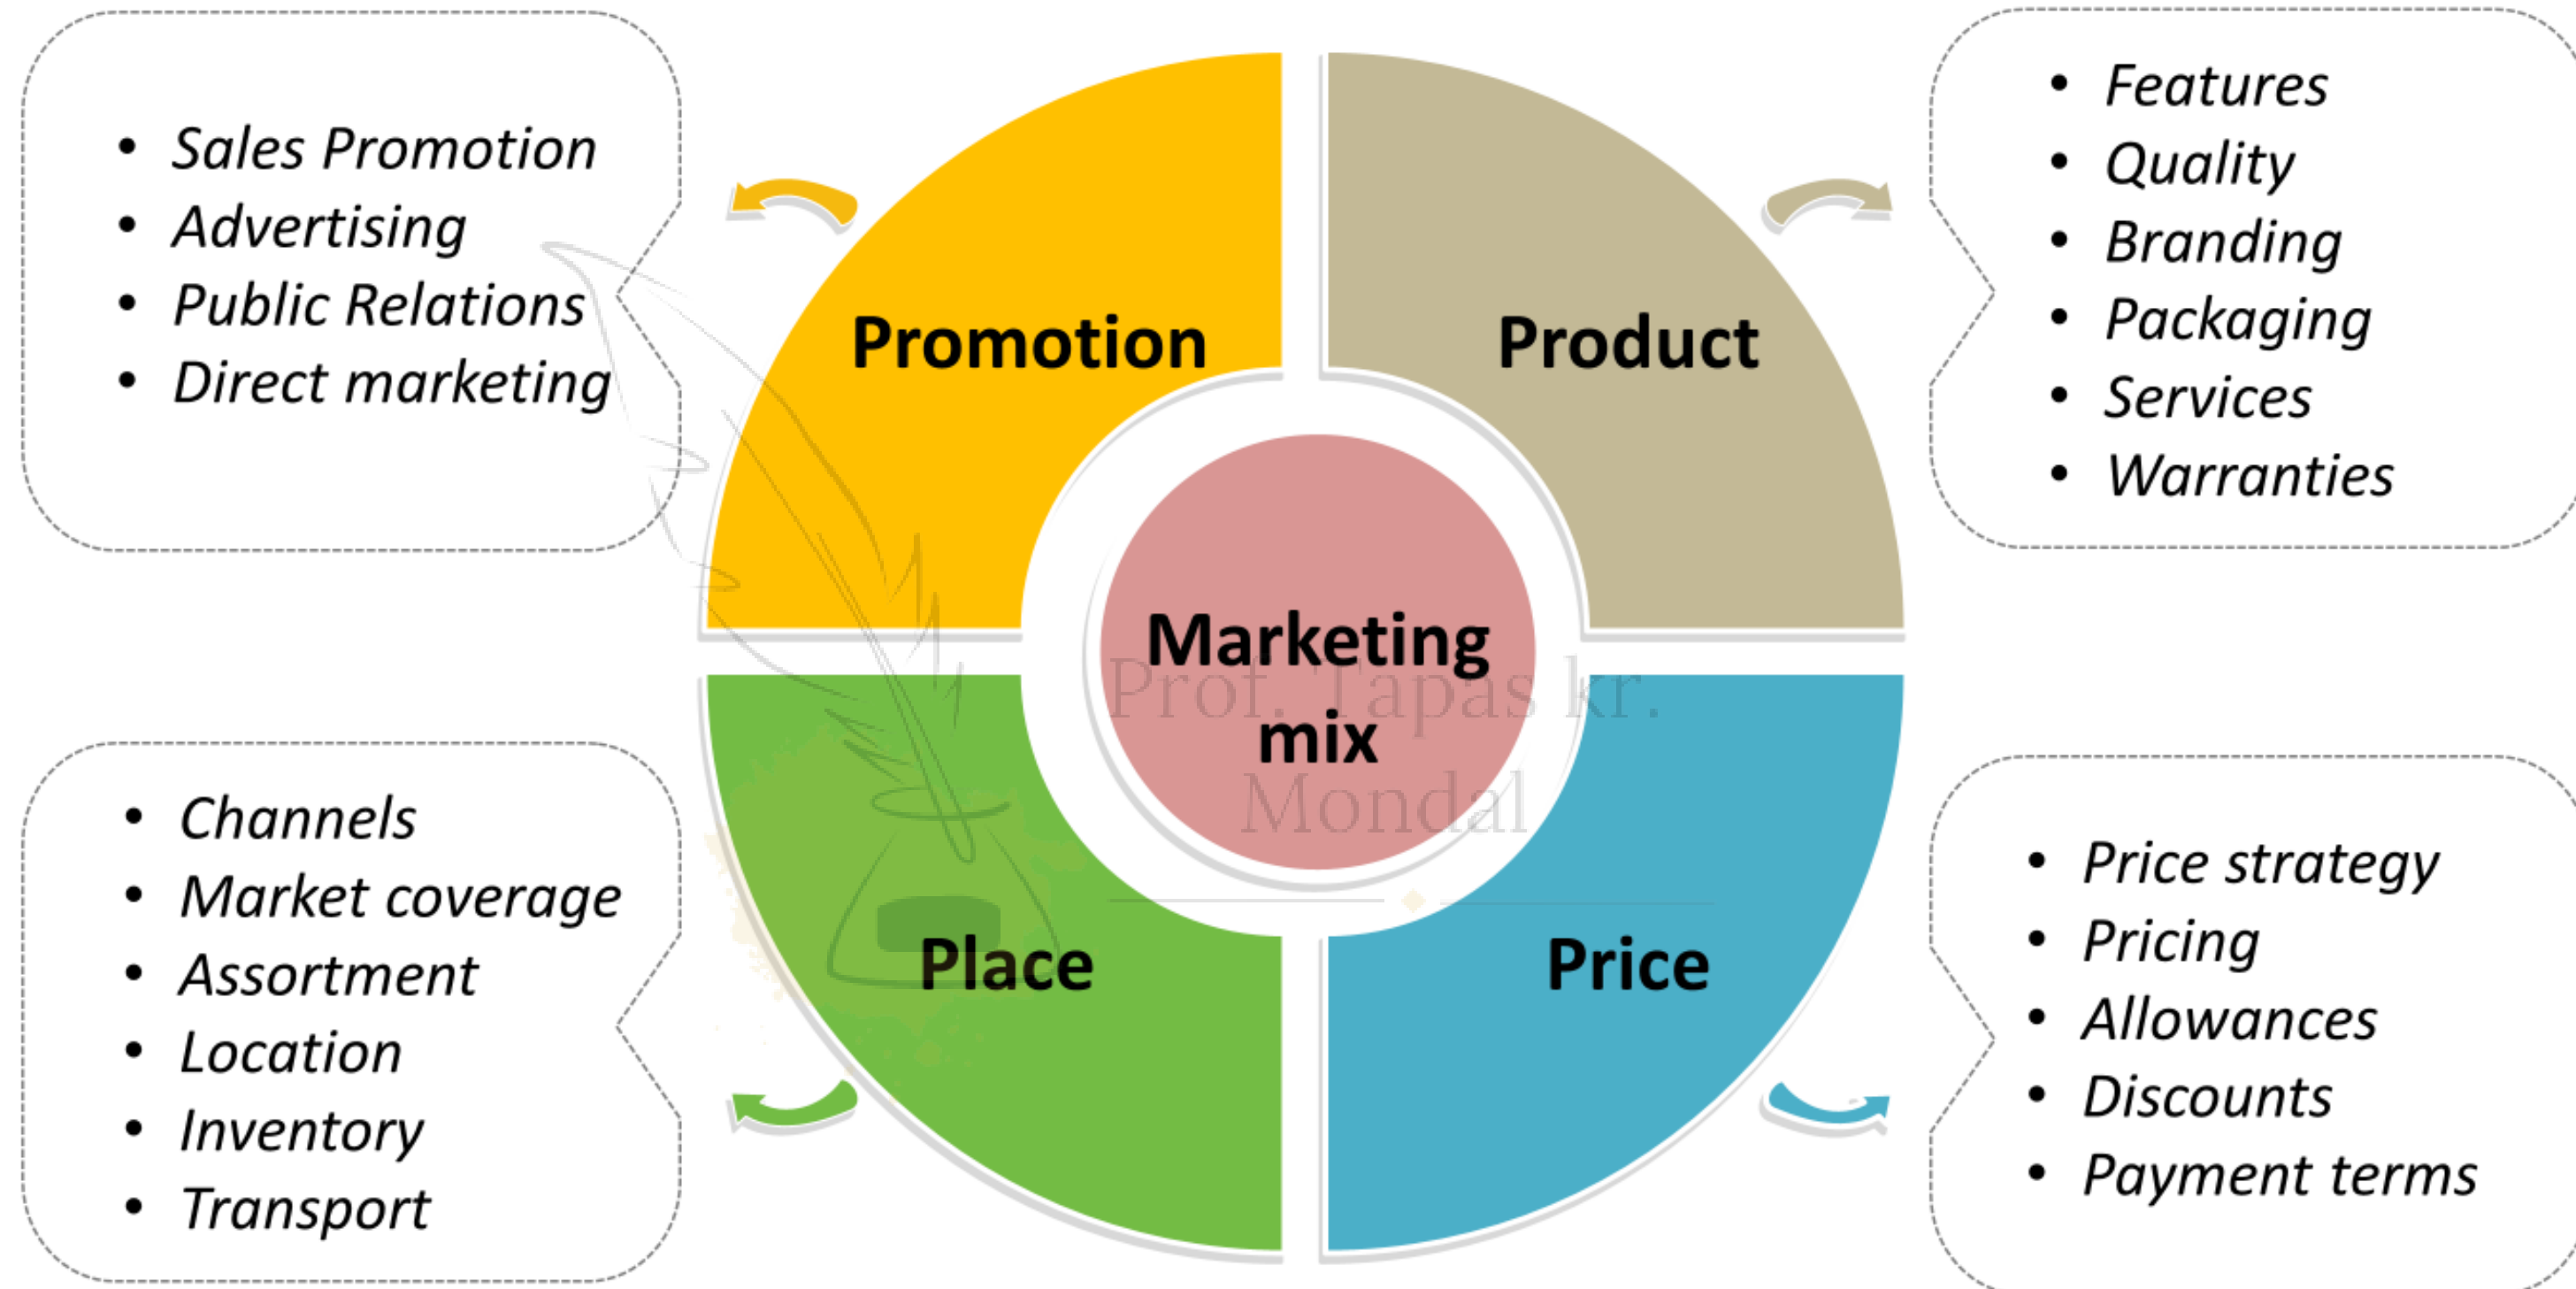 • Sales Promotion
• Advertising
• Public Relations
• Direct marketing
Promotion
Product
• Features
• Quality
• Branding
• Packaging
• Services
• Warranties
Marketing
mix
Prof. Tapas kr.
Mondal
• Channels
• Market coverage
• Assortment
• Location
• Inventory
• Transport
Place
Price
• Price strategy
• Pricing
• Allowances
• Discounts
• Payment terms